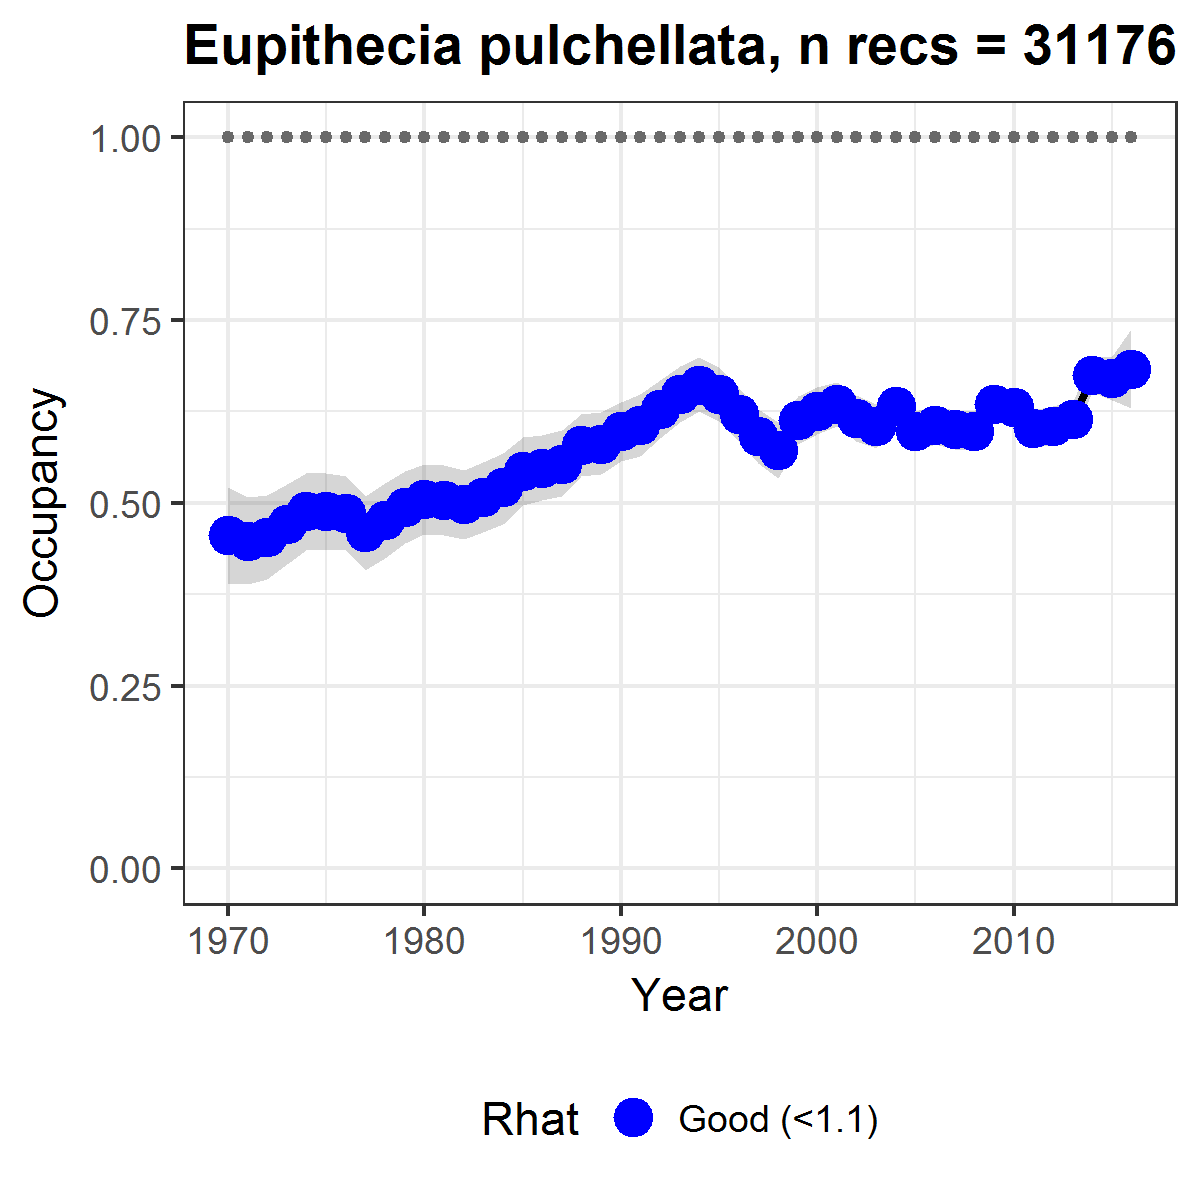 Eupithecia pulchellata, n recs = 31176
1.00
0.75
0.50
0.25
0.00
Occupancy
1970 1980 1990 2000 2010
Year
Rhat Good (<1.1)